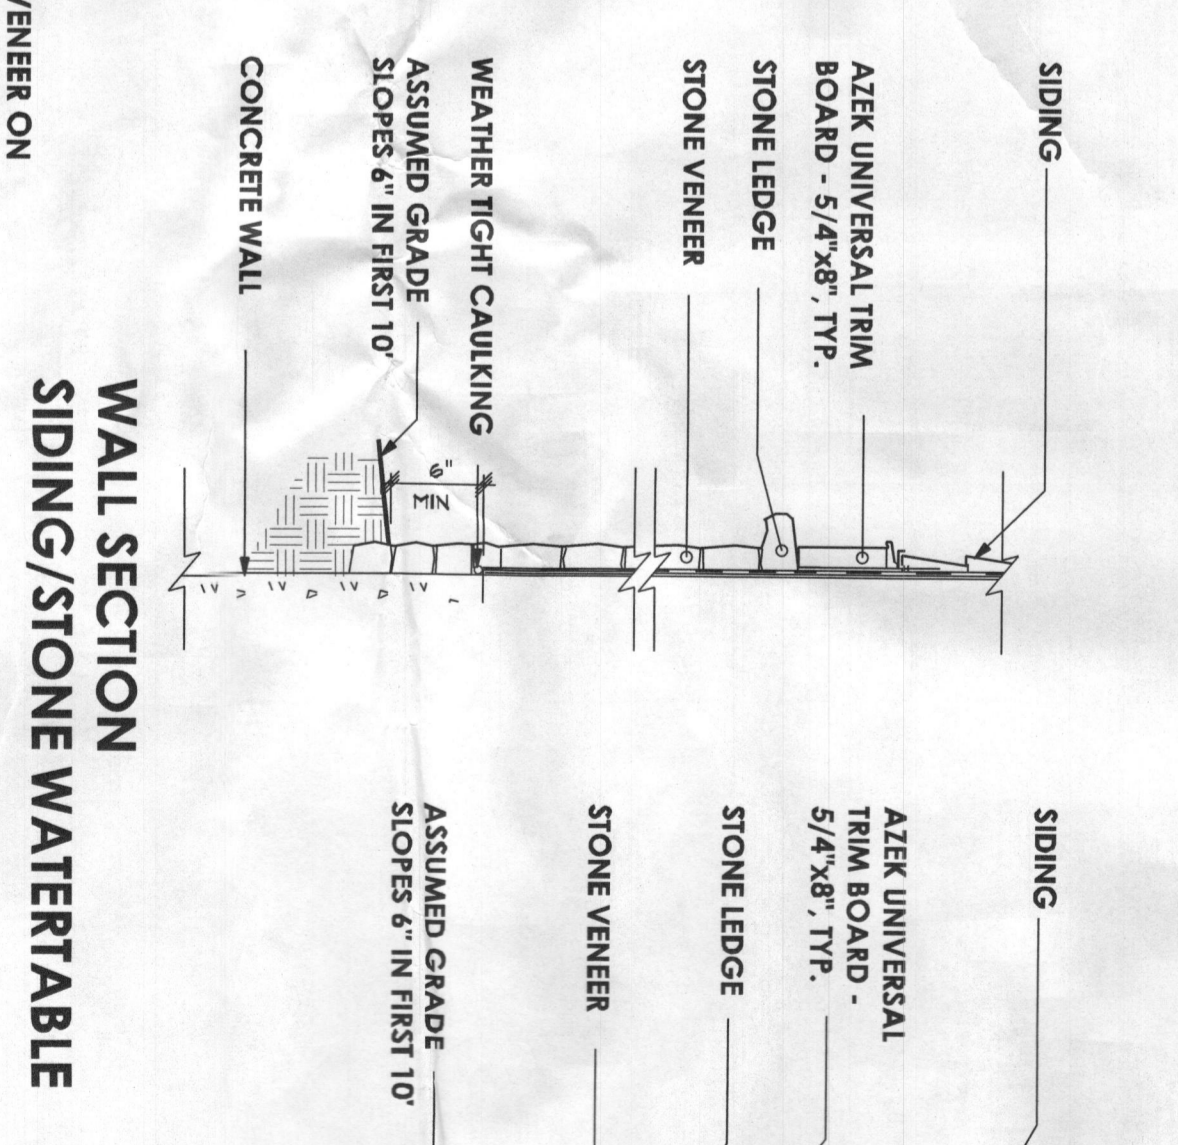 SIDING
AZEK UNIVERSAL TRIM
BOARD - 5/4"x8", TYP.
STONE LEDGE
STONE VENEER
WEATHER TIGHT CAULKING
ASSUMED GRADE
SLOPES 6" IN FIRST 10'
CONCRETE WALL
6"
MIN
WALL SECTION
SIDING/STONE WATERTABLE
SIDING
AZEK UNIVERSAL
TRIM BOARD -
5/4"x8", TYP.
STONE LEDGE
STONE VENEER
ASSUMED GRADE
SLOPES 6" IN FIRST 10'
VENEER ON